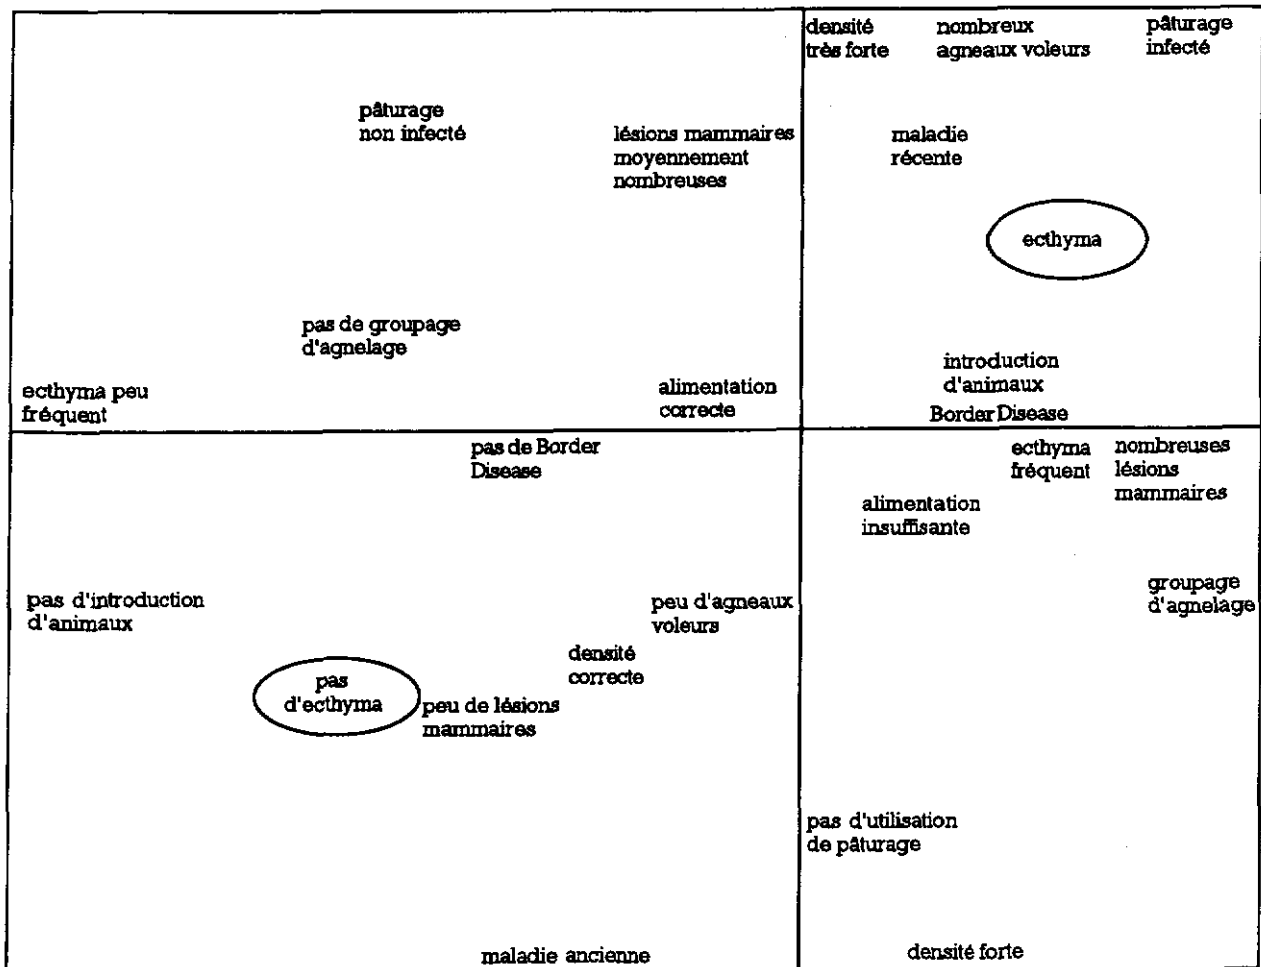 densité
très forte
nombreux
agneaux voleurs
pâturage
infecté
pâturage
non infecté
lésions mammaires
moyennement
nombreuses
maladie
récente
ecthyma
pas de groupage
d'agnelage
introduction
d'animaux
ecthyma peu
fréquent
alimentation
correcte
Border Disease
pas de Border
Disease
ecthyma
fréquent
nombreuses
lésions
mammaires
alimentation
insuffisante
groupage
d'agnelage
pas d'introduction
d'animaux
peu d'agneaux
voleurs
densité
correcte
pas
d'ecthyma
peu de lésions
mammaires
pas d'utilisation
de pâturage
maladie ancienne
densité forte